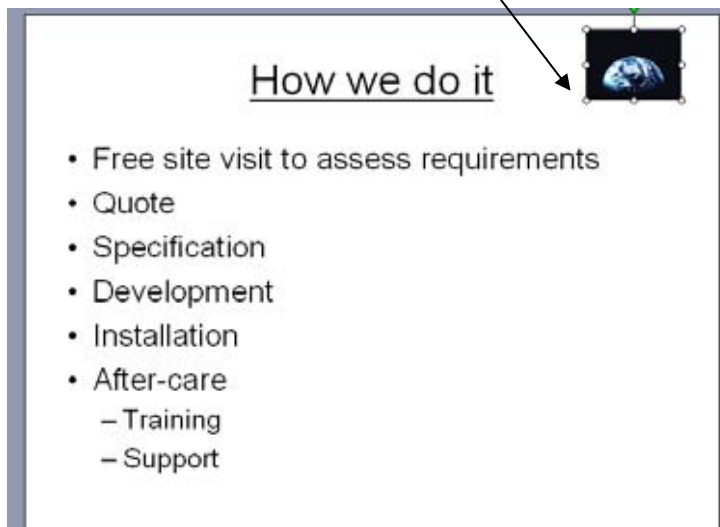 How we do it
• Free site visit to assess requirements
• Quote
• Specification
• Development
• Installation
• After-care
– Training
– Support